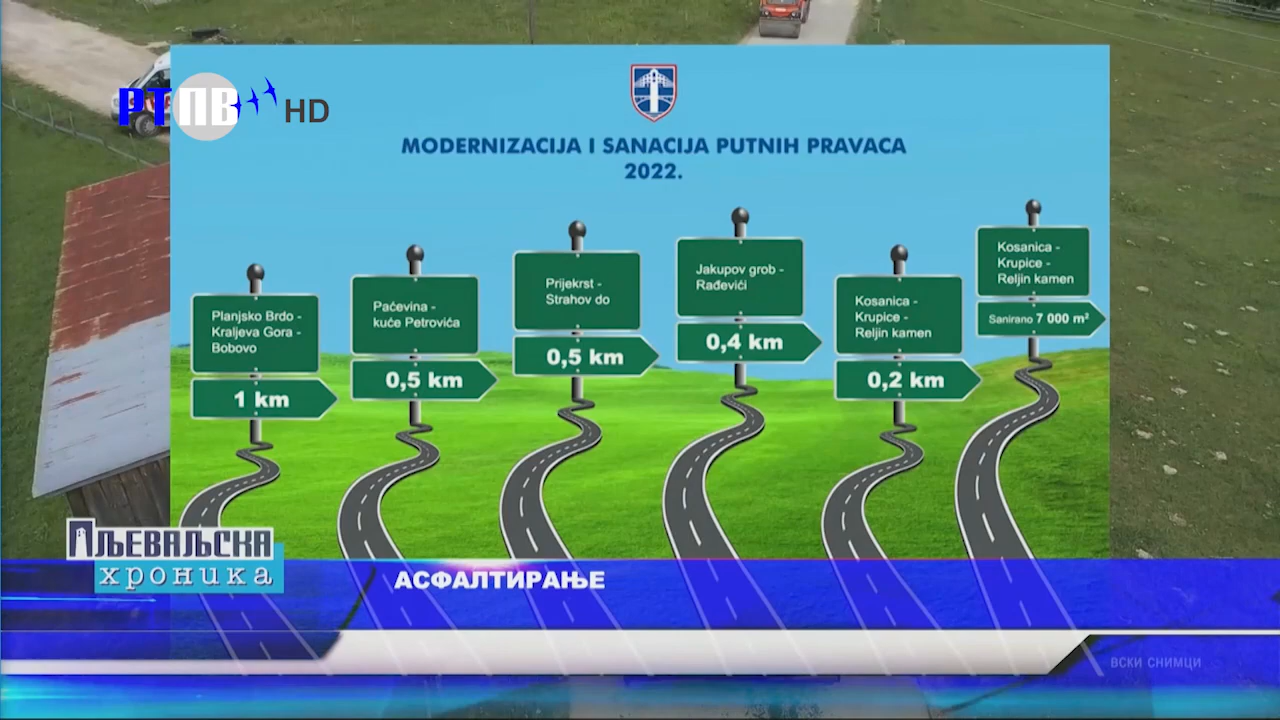 РТПВ HD
MODERNIZACIJA I SANACIJA PUTNIH PRAVACA
2022.
Planjsko Brdo -
Kraljeva Gora -
Bobovo
1 km
Paćevina -
kuće Petrovića
0,5 km
Prijekrst -
Strahov do
0,5 km
Jakupov grob -
Rađevići
0,4 km
Kosanica -
Krupice -
Reljin kamen
0,2 km
Kosanica -
Krupice -
Reljin kamen
Sanirano 7 000 m²
Пљеваљска
хроника
АСФАЛТИРАЊЕ
ВСКИ СНИМЦИ